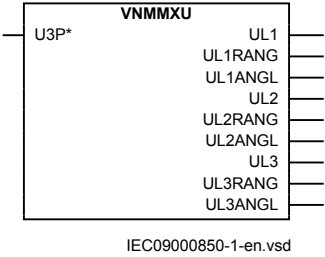 VNMMXU
U3P* UL1
UL1RANG
UL1ANGL
UL2
UL2RANG
UL2ANGL
UL3
UL3RANG
UL3ANGL
IEC09000850-1-en.vsd